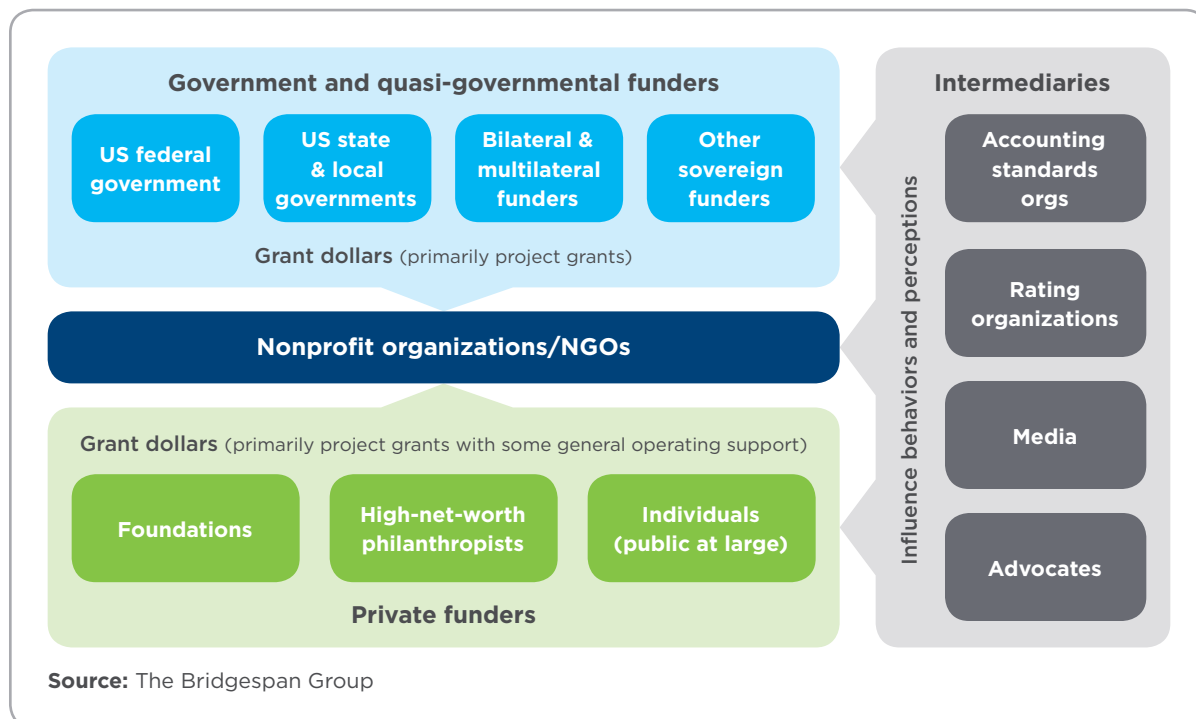 Government and quasi-governmental funders
US federal
government
US state
& local
governments
Bilateral &
multilateral
funders
Other
sovereign
funders
Grant dollars (primarily project grants)
Nonprofit organizations/NGOs
Grant dollars (primarily project grants with some general operating support)
Foundations
High-net-worth
philanthropists
Individuals
(public at large)
Private funders
Influence behaviors and perceptions
Intermediaries
Accounting
standards
orgs
Rating
organizations
Media
Advocates
Source: The Bridgespan Group